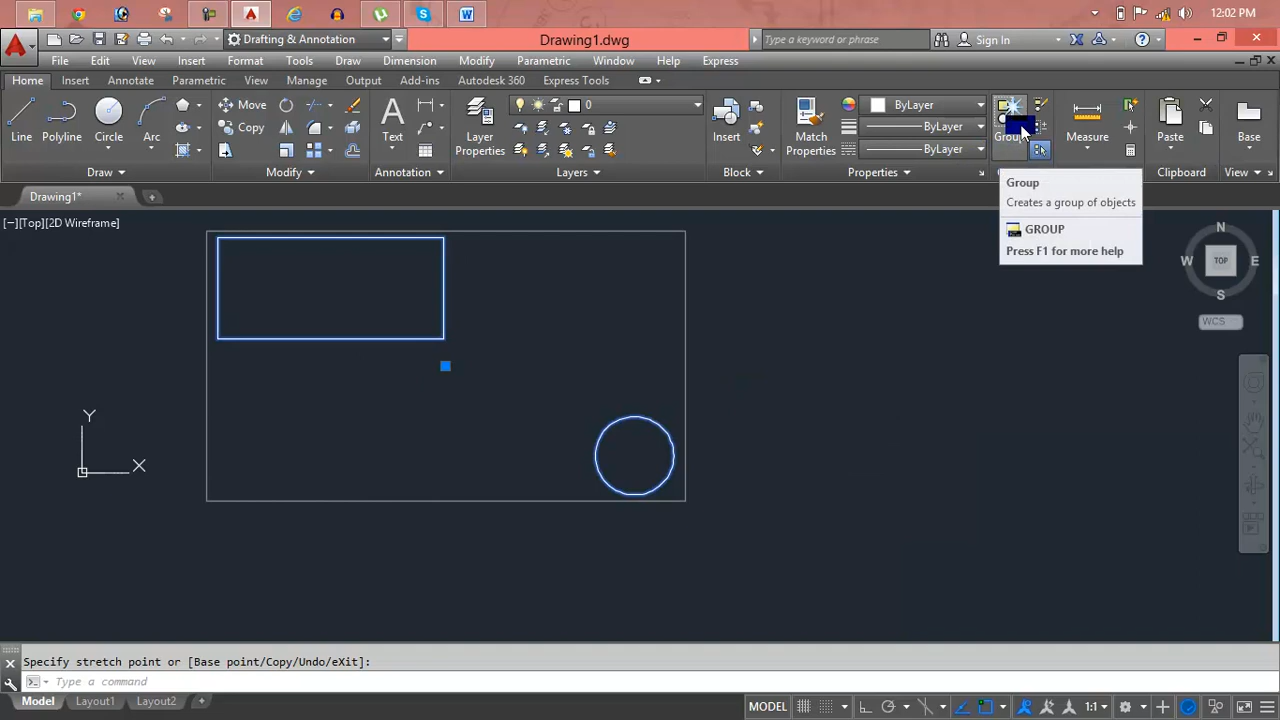 12:02 PM
Drafting & Annotation
Drawing1.dwg
Type a keyword or phrase
Sign In
File Edit View Insert Format Tools Draw Dimension Modify Parametric Window Help Express
Home Insert Annotate Parametric View Manage Output Add-ins Autodesk 360 Express Tools
Move
0
ByLayer
Copy
ByLayer
Line Polyline Circle Arc
Text
Layer
Properties
Insert
Match
Properties
ByLayer
Group
Measure
Paste
Base
Draw Modify Annotation Layers Block Properties Clipboard View
Drawing1*
Group
Creates a group of objects
GROUP
Press F1 for more help
[−][Top][2D Wireframe]
N
W TOP E
S
WCS
Y
X
Specify stretch point or [Base point/Copy/Undo/eXit]:
Type a command
Model Layout1 Layout2
MODEL
1:1